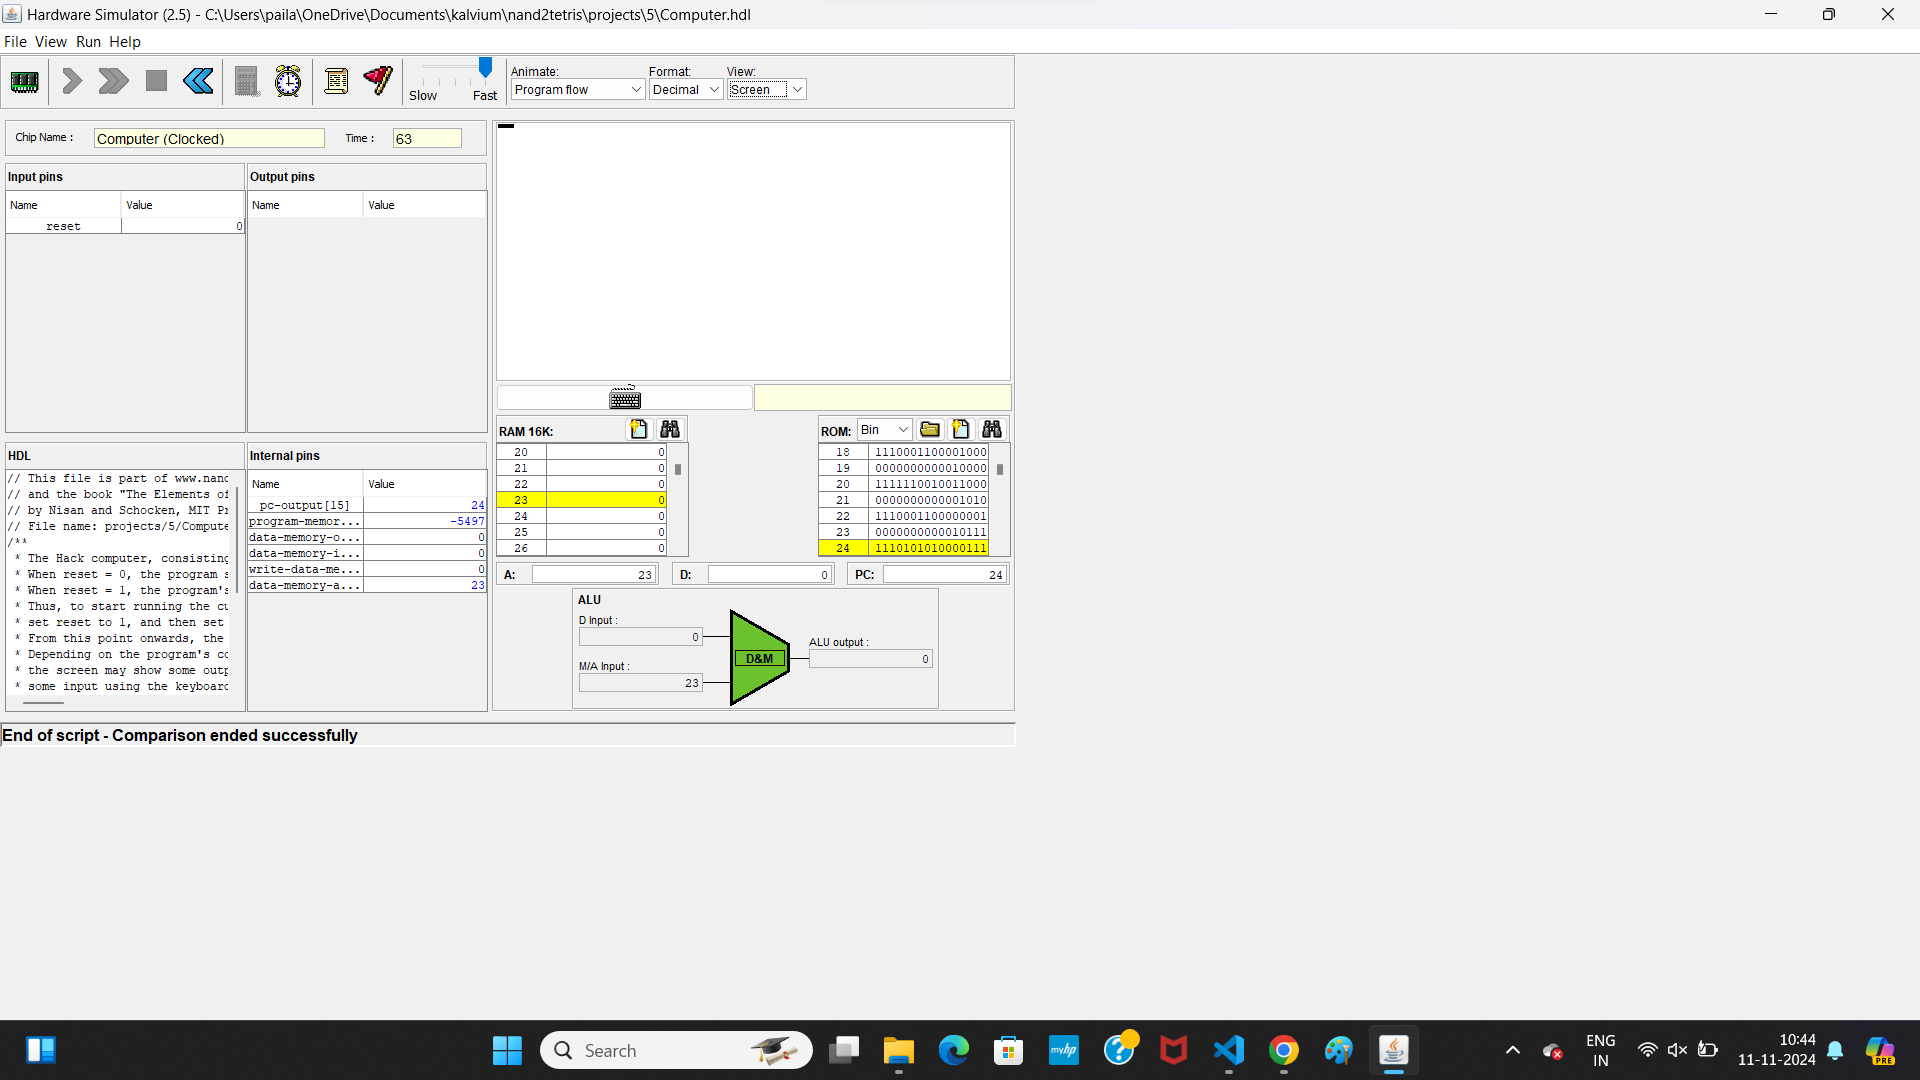 Hardware Simulator (2.5) - C:\Users\paila\OneDrive\Documents\kalvium\nand2tetris\projects\5\Computer.hdl
File View Run Help
Slow Fast
Animate:
Program flow
Format:
Decimal
View:
Screen
Chip Name :
Computer (Clocked)
Time :
63
Input pins
Name Value
reset 0
Output pins
Name Value
HDL
// This file is part of www.nand
// and the book "The Elements of
// by Nisan and Schocken, MIT Pr
// File name: projects/5/Compute
/**
* The Hack computer, consisting
* When reset = 0, the program s
* When reset = 1, the program's
* Thus, to start running the cu
* set reset to 1, and then set
* From this point onwards, the
* Depending on the program's co
* the screen may show some outp
* some input using the keyboard
Internal pins
Name Value
pc-output[15] 24
program-memor... -5497
data-memory-o... 0
data-memory-i... 0
write-data-me... 0
data-memory-a... 23
RAM 16K:
20 0
21 0
22 0
23 0
24 0
25 0
26 0
ROM: Bin
18 1110001100001000
19 0000000000010000
20 1111110010011000
21 0000000000001010
22 1110001100000001
23 0000000000010111
24 1110101010000111
A: 23
D: 0
PC: 24
ALU
D Input :
0
M/A Input :
23
D&M
ALU output :
0
End of script - Comparison ended successfully
Search
myhp
ENG
IN
10:44
11-11-2024
PRE